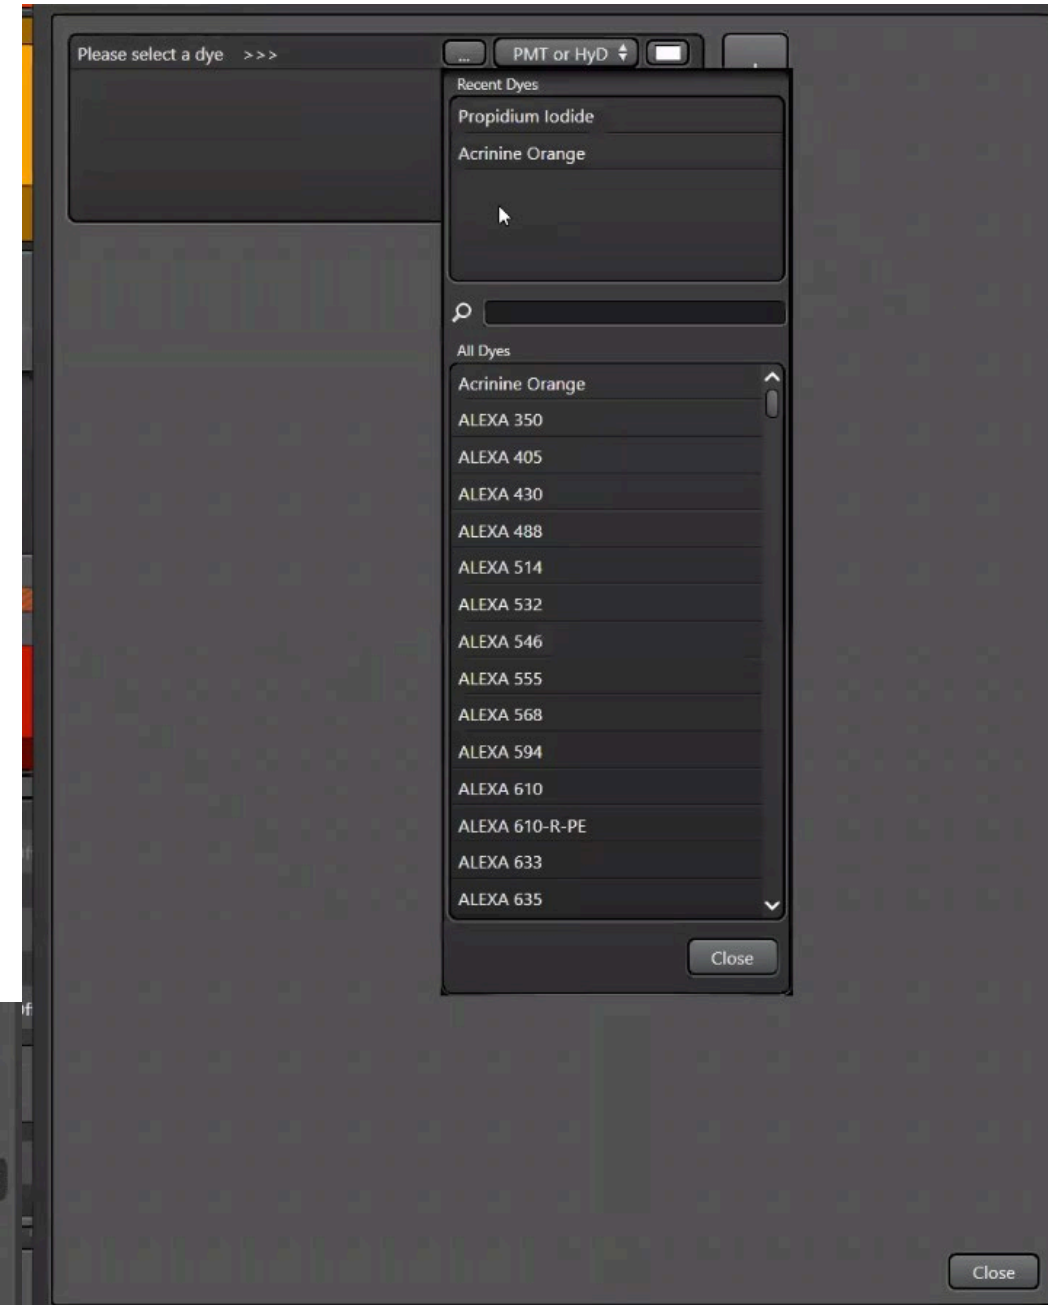 Please select a dye >>> ... PMT or HyD
Recent Dyes
Propidium Iodide
Acrinine Orange
All Dyes
Acrinine Orange
ALEXA 350
ALEXA 405
ALEXA 430
ALEXA 488
ALEXA 514
ALEXA 532
ALEXA 546
ALEXA 555
ALEXA 568
ALEXA 594
ALEXA 610
ALEXA 610-R-PE
ALEXA 633
ALEXA 635
Close
Close